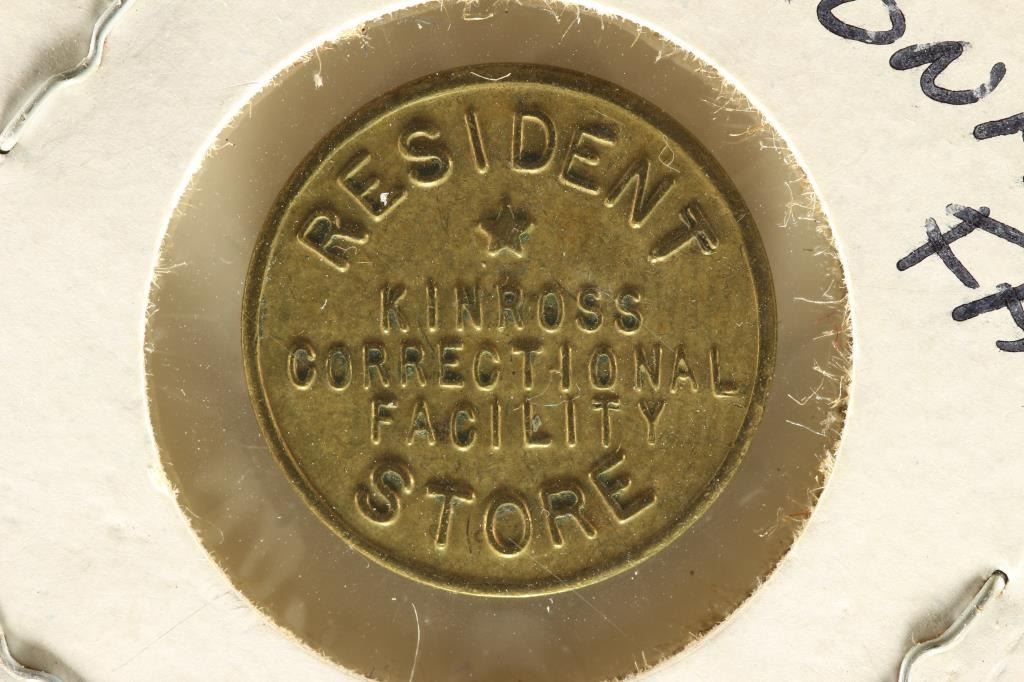 RESIDENT
KINROSS
CORRECTIONAL
FACILITY
STORE